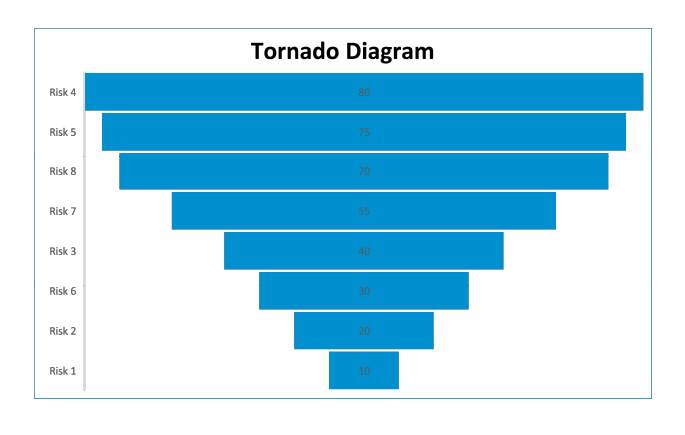 Tornado Diagram
Risk 4 80
Risk 5 75
Risk 8 70
Risk 7 55
Risk 3 40
Risk 6 30
Risk 2 20
Risk 1 10